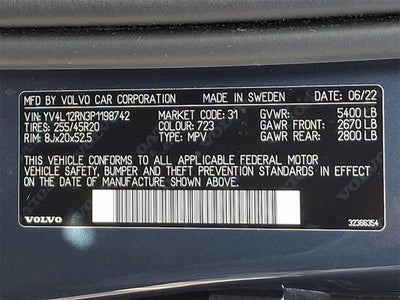 MFD. BY VOLVO CAR CORPORATION MADE IN SWEDEN DATE: 06/22
VIN: YV4L12RN3P1198742 MARKET CODE: 31 GVWR: 5400 LB
TIRES: 255/45R20 COLOUR: 723 GAWR FRONT: 2670 LB
RIM: 8Jx20x52.5 TYPE: MPV GAWR REAR: 2800 LB
THIS VEHICLE CONFORMS TO ALL APPLICABLE FEDERAL MOTOR
VEHICLE SAFETY, BUMPER AND THEFT PREVENTION STANDARDS IN EFFECT
ON THE DATE OF MANUFACTURE SHOWN ABOVE.
VOLVO 32366354